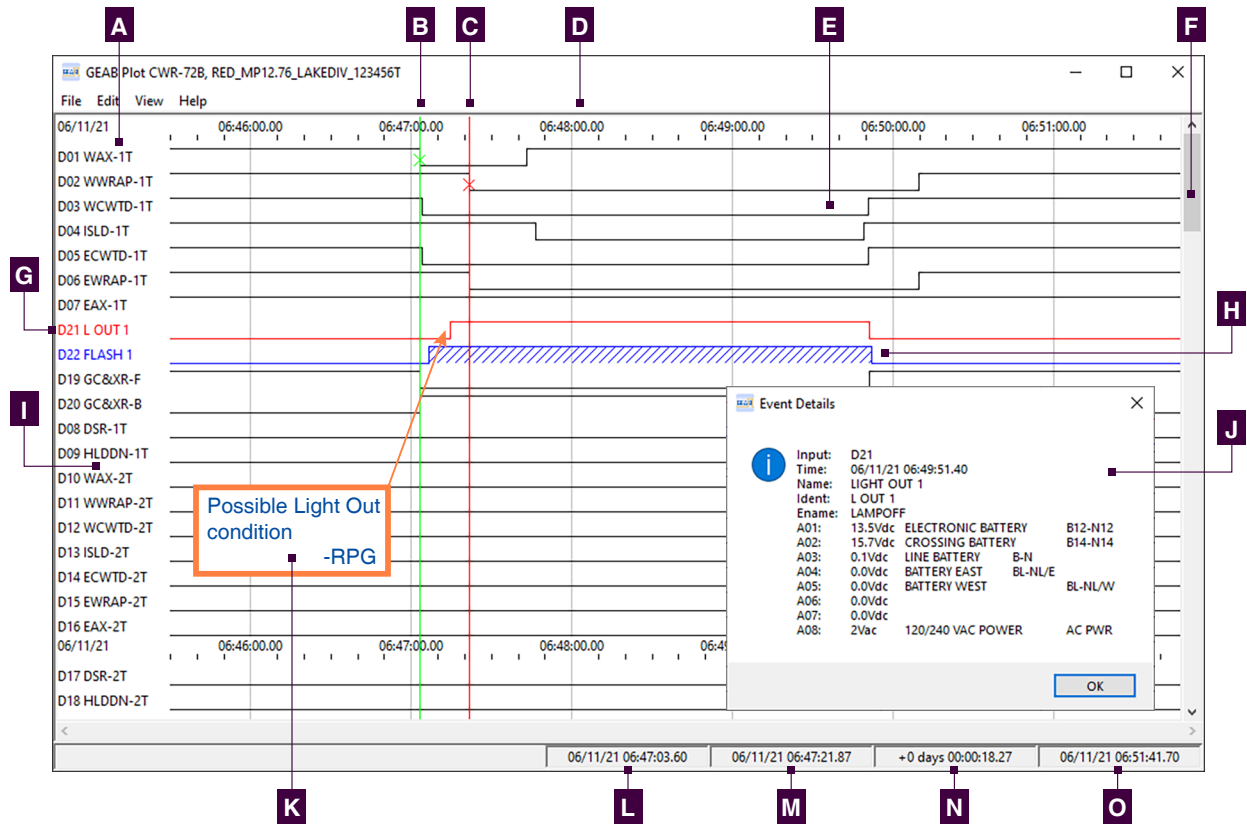 A B C D E F
GEAB Plot CWR-72B, RED_MP12.76_LAKEDIV_123456T
File Edit View Help
06/11/21 06:46:00.00 06:47:00.00 06:48:00.00 06:49:00.00 06:50:00.00 06:51:00.00
D01 WAX-1T
D02 WWRAP-1T
D03 WCWTD-1T
D04 ISLD-1T
D05 ECWTD-1T
G
D06 EWRAP-1T
D07 EAX-1T
H
D21 L OUT 1
D22 FLASH 1
D19 GC&XR-F
D20 GC&XR-B
I
D08 DSR-1T
D09 HLDDN-1T
D10 WAX-2T
D11 WWRAP-2T
D12 WCWTD-2T
D13 ISLD-2T
D14 ECWTD-2T
D15 EWRAP-2T
D16 EAX-2T
06/11/21 06:46:00.00 06:47:00.00 06:48:00.00 06:49
D17 DSR-2T
D18 HLDDN-2T
Possible Light Out
condition
-RPG
GEAB Event Details
J
Input: D21
Time: 06/11/21 06:49:51.40
Name: LIGHT OUT 1
Ident: L OUT 1
Ename: LAMPOFF
A01: 13.5Vdc ELECTRONIC BATTERY B12-N12
A02: 15.7Vdc CROSSING BATTERY B14-N14
A03: 0.1Vdc LINE BATTERY B-N
A04: 0.0Vdc BATTERY EAST BL-NL/E
A05: 0.0Vdc BATTERY WEST BL-NL/W
A06: 0.0Vdc
A07: 0.0Vdc
A08: 2Vac 120/240 VAC POWER AC PWR
OK
06/11/21 06:47:03.60 06/11/21 06:47:21.87 +0 days 00:00:18.27 06/11/21 06:51:41.70
K L M N O